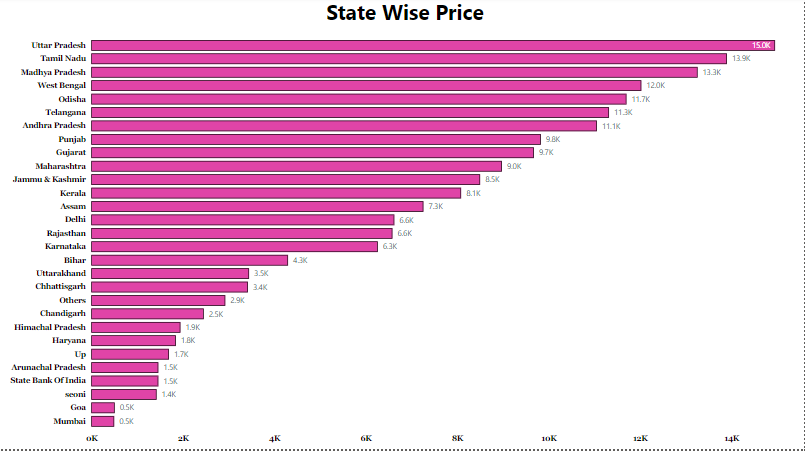 State Wise Price
Uttar Pradesh 15.0K
Tamil Nadu 13.9K
Madhya Pradesh 13.3K
West Bengal 12.0K
Odisha 11.7K
Telangana 11.3K
Andhra Pradesh 11.1K
Punjab 9.8K
Gujarat 9.7K
Maharashtra 9.0K
Jammu & Kashmir 8.5K
Kerala 8.1K
Assam 7.3K
Delhi 6.6K
Rajasthan 6.6K
Karnataka 6.3K
Bihar 4.3K
Uttarakhand 3.5K
Chhattisgarh 3.4K
Others 2.9K
Chandigarh 2.5K
Himachal Pradesh 1.9K
Haryana 1.8K
Up 1.7K
Arunachal Pradesh 1.5K
State Bank Of India 1.5K
seoni 1.4K
Goa 0.5K
Mumbai 0.5K
0K 2K 4K 6K 8K 10K 12K 14K